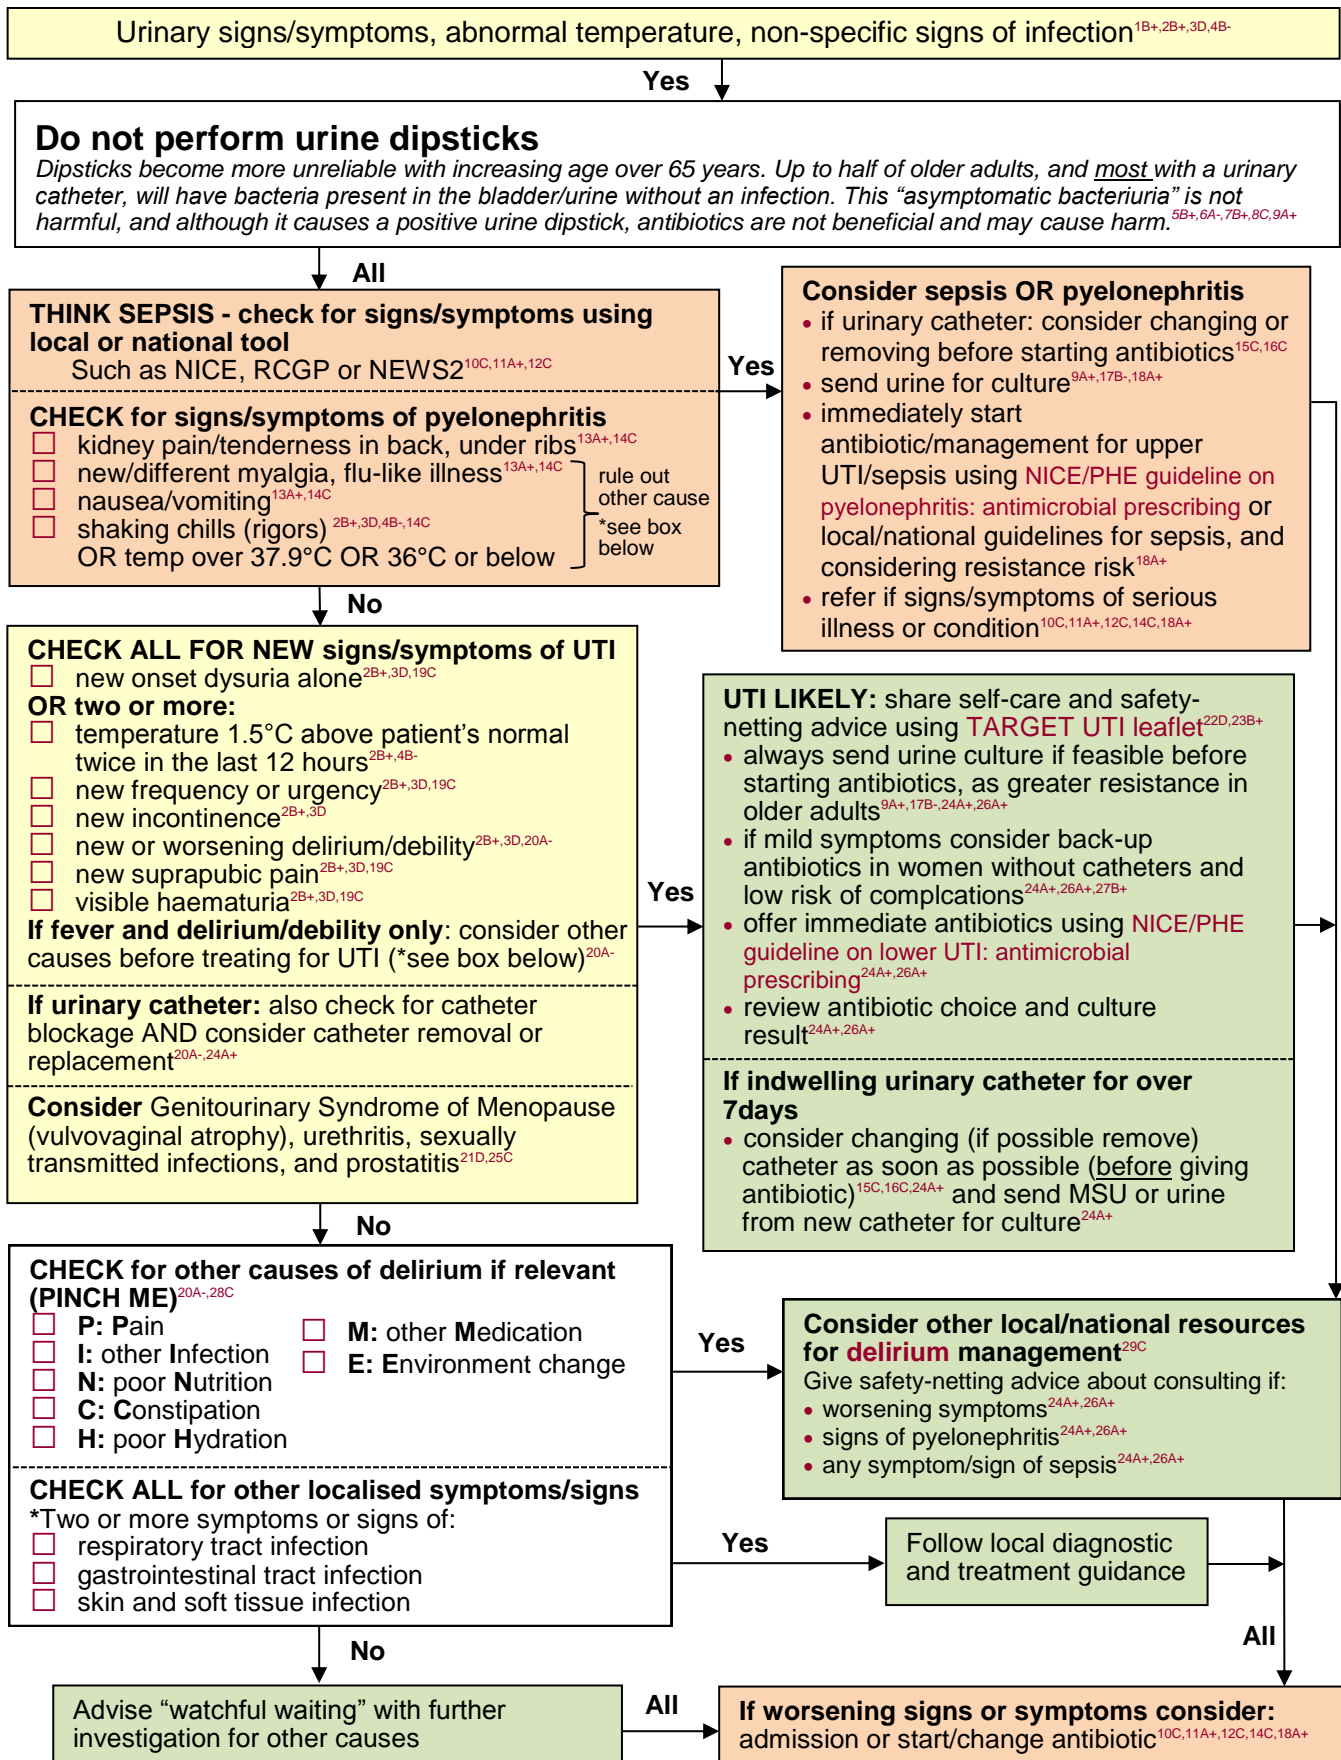 Urinary signs/symptoms, abnormal temperature, non-specific signs of infection1B+,2B+,3D,4B-
Yes
Do not perform urine dipsticks
Dipsticks become more unreliable with increasing age over 65 years. Up to half of older adults, and most with a urinary
catheter, will have bacteria present in the bladder/urine without an infection. This “asymptomatic bacteriuria” is not
harmful, and although it causes a positive urine dipstick, antibiotics are not beneficial and may cause harm.5B+,6A-,7B+,8C,9A+
All
THINK SEPSIS - check for signs/symptoms using
local or national tool
Such as NICE, RCGP or NEWS210C,11A+,12C
CHECK for signs/symptoms of pyelonephritis
☐ kidney pain/tenderness in back, under ribs13A+,14C
☐ new/different myalgia, flu-like illness13A+,14C
☐ nausea/vomiting13A+,14C
☐ shaking chills (rigors) 2B+,3D,4B-,14C
OR temp over 37.9°C OR 36°C or below
rule out
other cause
*see box
below
Yes
Consider sepsis OR pyelonephritis
• if urinary catheter: consider changing or
removing before starting antibiotics15C,16C
• send urine for culture9A+,17B-,18A+
• immediately start
antibiotic/management for upper
UTI/sepsis using NICE/PHE guideline on
pyelonephritis: antimicrobial prescribing or
local/national guidelines for sepsis, and
considering resistance risk18A+
• refer if signs/symptoms of serious
illness or condition10C,11A+,12C,14C,18A+
No
CHECK ALL FOR NEW signs/symptoms of UTI
☐ new onset dysuria alone2B+,3D,19C
OR two or more:
☐ temperature 1.5°C above patient’s normal
twice in the last 12 hours2B+,4B-
☐ new frequency or urgency2B+,3D,19C
☐ new incontinence2B+,3D
☐ new or worsening delirium/debility2B+,3D,20A-
☐ new suprapubic pain2B+,3D,19C
☐ visible haematuria2B+,3D,19C
If fever and delirium/debility only: consider other
causes before treating for UTI (*see box below)20A-
If urinary catheter: also check for catheter
blockage AND consider catheter removal or
replacement20A-,24A+
Consider Genitourinary Syndrome of Menopause
(vulvovaginal atrophy), urethritis, sexually
transmitted infections, and prostatitis21D,25C
Yes
UTI LIKELY: share self-care and safety-
netting advice using TARGET UTI leaflet22D,23B+
• always send urine culture if feasible before
starting antibiotics, as greater resistance in
older adults9A+,17B-,24A+,26A+
• if mild symptoms consider back-up
antibiotics in women without catheters and
low risk of complcations24A+,26A+,27B+
• offer immediate antibiotics using NICE/PHE
guideline on lower UTI: antimicrobial
prescribing24A+,26A+
• review antibiotic choice and culture
result24A+,26A+
If indwelling urinary catheter for over
7days
• consider changing (if possible remove)
catheter as soon as possible (before giving
antibiotic)15C,16C,24A+ and send MSU or urine
from new catheter for culture24A+
No
CHECK for other causes of delirium if relevant
(PINCH ME)20A-,28C
☐ P: Pain
☐ I: other Infection
☐ N: poor Nutrition
☐ C: Constipation
☐ H: poor Hydration
☐ M: other Medication
☐ E: Environment change
Yes
Consider other local/national resources
for delirium management29C
Give safety-netting advice about consulting if:
• worsening symptoms24A+,26A+
• signs of pyelonephritis24A+,26A+
• any symptom/sign of sepsis24A+,26A+
CHECK ALL for other localised symptoms/signs
*Two or more symptoms or signs of:
☐ respiratory tract infection
☐ gastrointestinal tract infection
☐ skin and soft tissue infection
Yes
Follow local diagnostic
and treatment guidance
All
No
Advise “watchful waiting” with further
investigation for other causes
All
If worsening signs or symptoms consider:
admission or start/change antibiotic10C,11A+,12C,14C,18A+